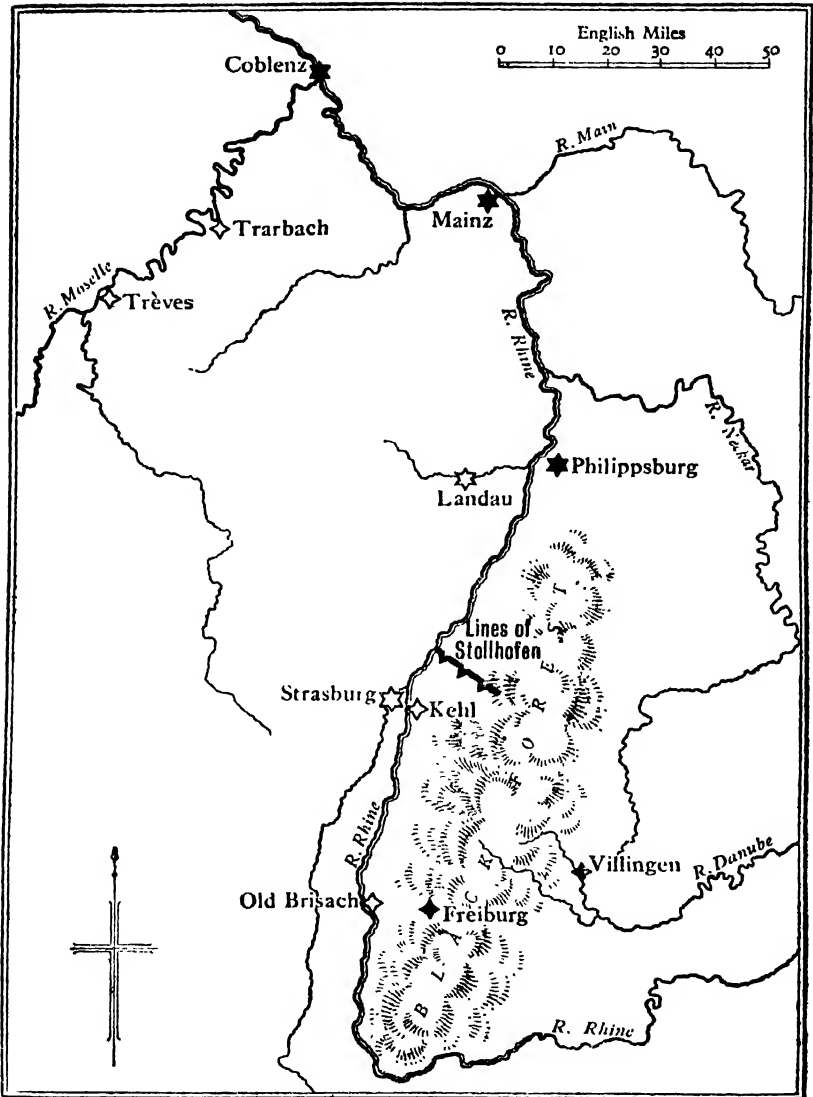 English Miles
0 10 20 30 40 50
Coblenz
R. Main
Mainz
Trarbach
R. Moselle
Trèves
R. Rhine
R. Neckar
Philippsburg
Landau
Lines of
Stollhofen
Strasburg
Kehl
BLACK FOREST
R. Rhine
Villingen
R. Danube
Old Brisach
Freiburg
R. Rhine